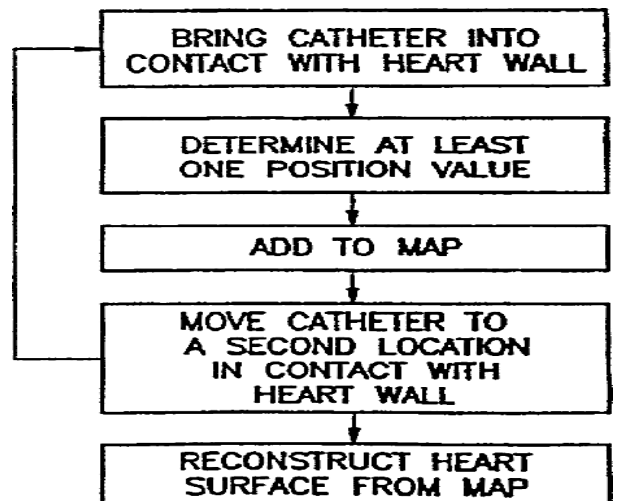 BRING CATHETER INTO
CONTACT WITH HEART WALL
DETERMINE AT LEAST
ONE POSITION VALUE
ADD TO MAP
MOVE CATHETER TO
A SECOND LOCATION
IN CONTACT WITH
HEART WALL
RECONSTRUCT HEART
SURFACE FROM MAP